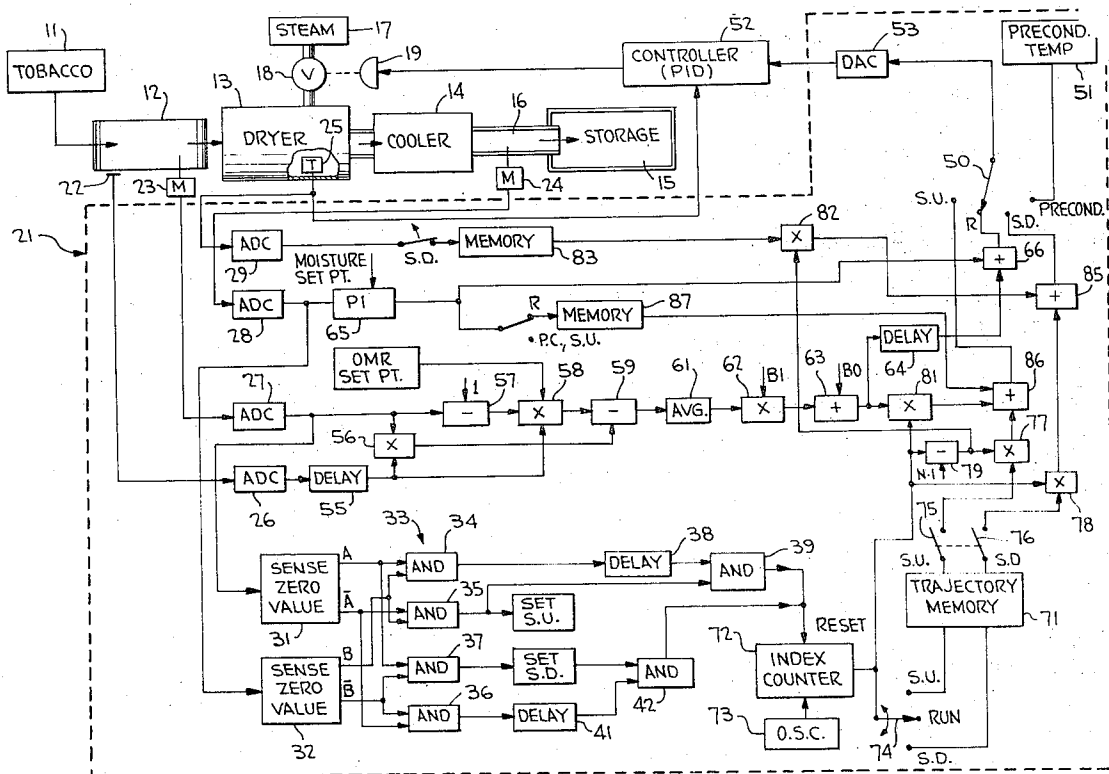 11
TOBACCO
12
22
23
M
STEAM
17
18
V
19
13
DRYER
25
T
14
COOLER
16
STORAGE
15
M
24
52
CONTROLLER
(PID)
53
DAC
PRECOND.
TEMP
51
50
S.U.
R
S.D.
PRECOND.
21
ADC
29
S.D.
MEMORY
83
82
X
+
66
+
85
MOISTURE
SET PT.
ADC
28
PI
65
R
P.C., S.U.
MEMORY
87
DELAY
64
OMR
SET PT.
27
ADC
1
-
57
X
58
-
59
61
AVG.
62
B1
X
63
B0
+
81
X
86
+
X
56
ADC
26
DELAY
55
N-1
-
79
X
77
X
78
75
76
S.U.
S.D
TRAJECTORY
MEMORY
71
33
34
A
AND
DELAY
38
AND
39
SENSE
ZERO
VALUE
31
A̅
35
AND
SET
S.U.
RESET
72
INDEX
COUNTER
SENSE
ZERO
VALUE
32
B
B̅
37
AND
SET
S.D.
AND
42
36
AND
DELAY
41
73
O.S.C.
S.U.
RUN
74
S.D.